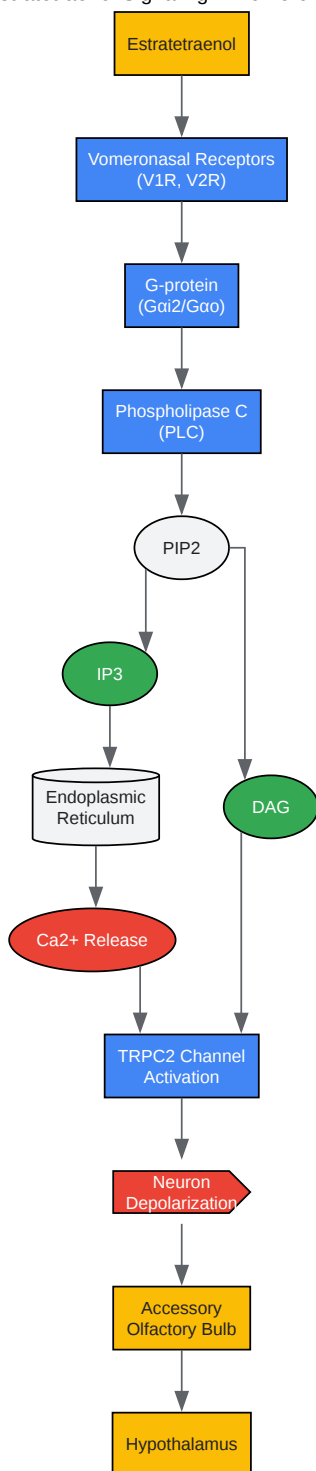 Estratetraenol
Vomeronasal Receptors
(V1R, V2R)
G-protein
(Gαi2/Gαo)
Phospholipase C
(PLC)
PIP2
IP3
Endoplasmic
Reticulum
DAG
Ca2+ Release
TRPC2 Channel
Activation
Neuron
Depolarization
Accessory
Olfactory Bulb
Hypothalamus